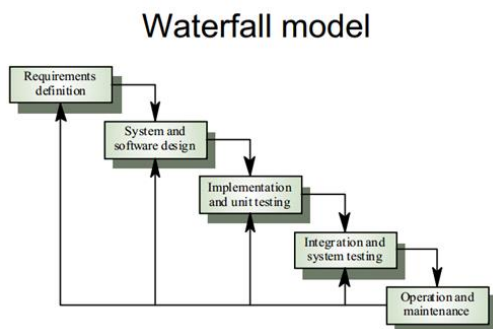 Waterfall model
Requirements
definition
System and
software design
Implementation
and unit testing
Integration and
system testing
Operation and
maintenance